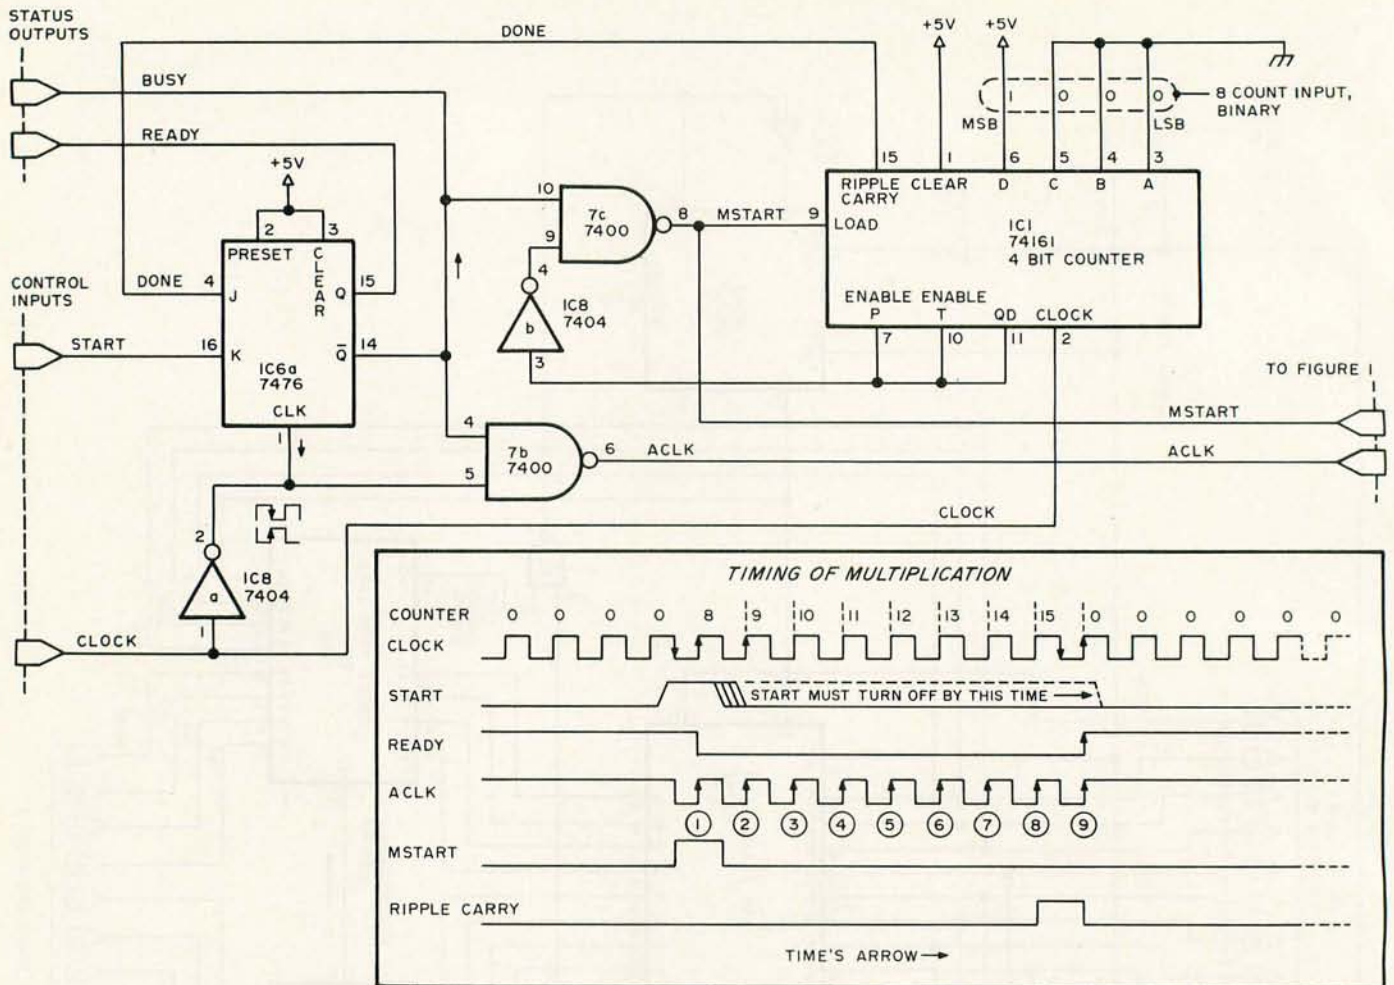 STATUS
OUTPUTS
DONE
+5V
+5V
BUSY
READY
1 0 0 0
8 COUNT INPUT,
BINARY
MSB
LSB
+5V
15 1 6 5 4 3
RIPPLE CLEAR D C B A
CARRY
10
7c
7400
8
MSTART
9
LOAD
IC1
74161
4 BIT COUNTER
9
4
2 3
PRESET
CLEAR
CONTROL
INPUTS
DONE
4
J
Q
15
IC8
7404
b
3
ENABLE ENABLE
P T QD CLOCK
7 10 11 2
START
16
K
Q̅
14
IC6a
7476
CLK
1
TO FIGURE 1
MSTART
4
7b
7400
6
ACLK
ACLK
5
CLOCK
2
IC8
7404
a
1
CLOCK
TIMING OF MULTIPLICATION
COUNTER 0 0 0 0 8 9 10 11 12 13 14 15 0 0 0 0 0 0
CLOCK
START
START MUST TURN OFF BY THIS TIME
READY
ACLK
1 2 3 4 5 6 7 8 9
MSTART
RIPPLE CARRY
TIME'S ARROW